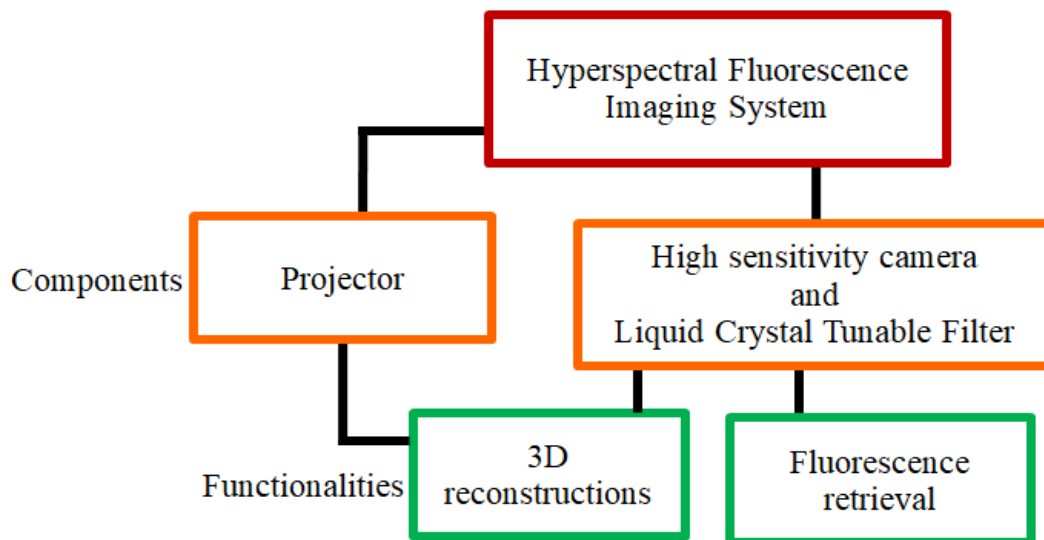 Hyperspectral Fluorescence
Imaging System
Components
Projector
High sensitivity camera
and
Liquid Crystal Tunable Filter
Functionalities
3D
reconstructions
Fluorescence
retrieval